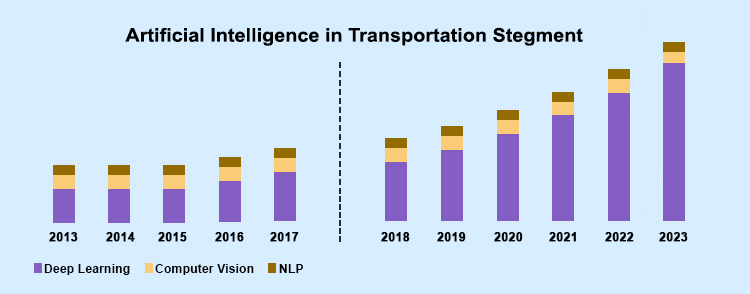 Artificial Intelligence in Transportation Stegment
2013 2014 2015 2016 2017 2018 2019 2020 2021 2022 2023
Deep Learning Computer Vision NLP